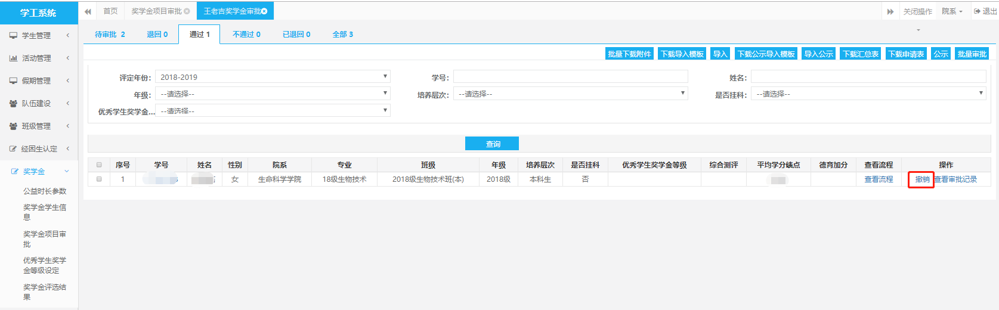 学工系统
首页 奖学金项目审批 王老吉奖学金审批 关闭操作 院系 退出
学生管理
活动管理
假期管理
队伍建设
班级管理
经困生认定
奖学金
公益时长参数
奖学金学生信
息
奖学金项目审
批
优秀学生奖学
金等级设定
奖学金评选结
果
待审批 2 退回 0 通过 1 不通过 0 已退回 0 全部 3
批量下载附件 下载导入模板 导入 下载公示导入模板 导入公示 下载汇总表 下载申请表 公示 批量审批
评定年份: 2018-2019 学号: 姓名:
年级: --请选择-- 培养层次: --请选择-- 是否挂科: --请选择--
优秀学生奖学金... --请选择--
查询
序号 学号 姓名 性别 院系 专业 班级 年级 培养层次 是否挂科 优秀学生奖学金等级 综合测评 平均学分绩点 德育加分 查看流程 操作
1 女 生命科学学院 18级生物技术 2018级生物技术班(本) 2018级 本科生 否 查看流程 撤销 查看审批记录